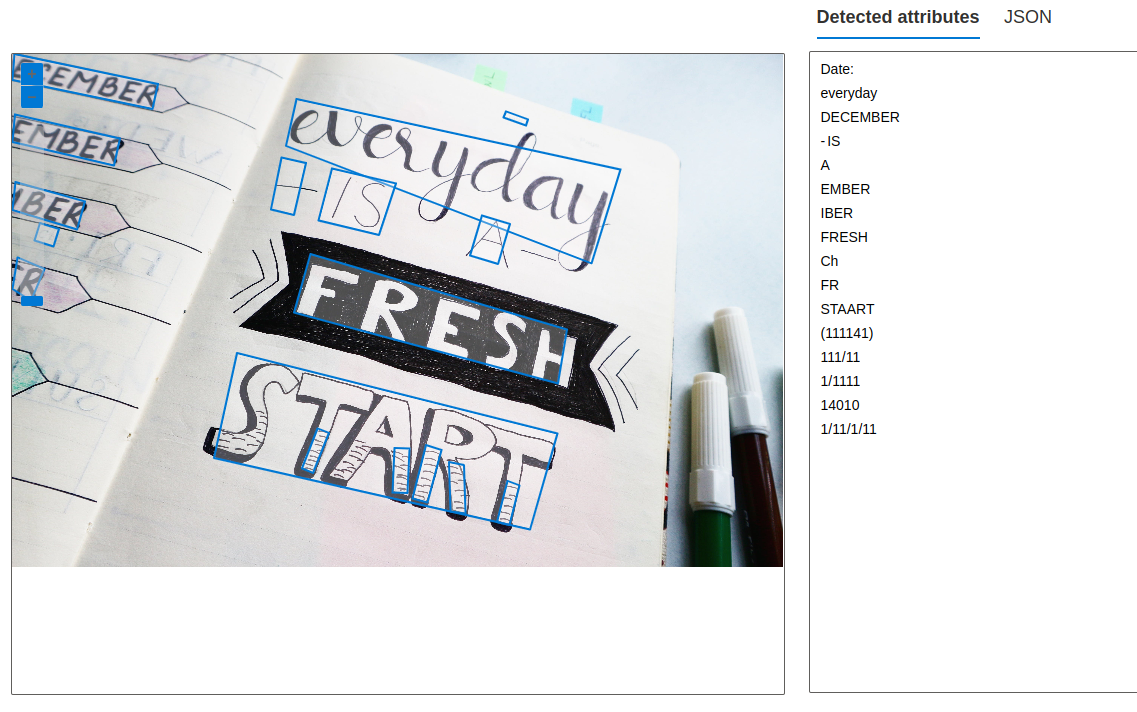 Detected attributes JSON
Date:
everyday
DECEMBER
- IS
A
EMBER
IBER
FRESH
Ch
FR
STAART
(111141)
111/11
1/1111
14010
1/11/1/11
ECEMBER
EMBER
MBER
ER
everyday
— IS A —
FRESH
START